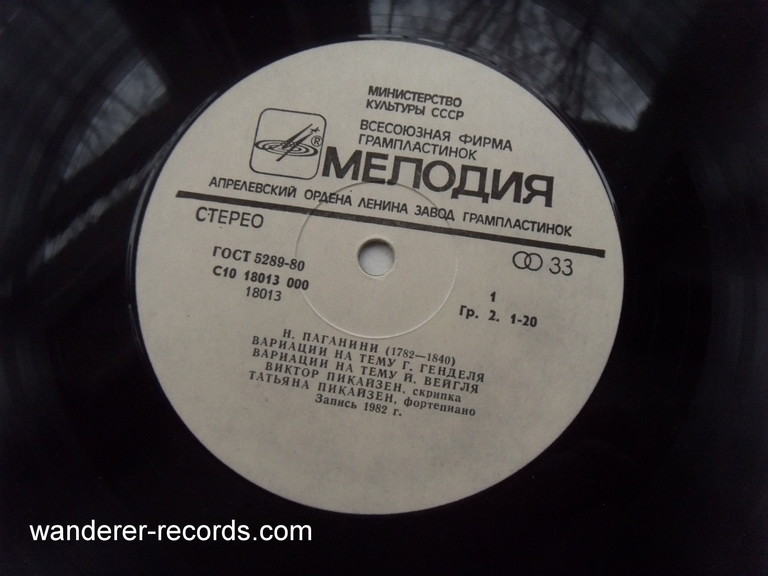 МИНИСТЕРСТВО
КУЛЬТУРЫ СССР
ВСЕСОЮЗНАЯ ФИРМА
ГРАМПЛАСТИНОК
®
МЕЛОДИЯ
АПРЕЛЕВСКИЙ ОРДЕНА ЛЕНИНА ЗАВОД ГРАМПЛАСТИНОК
СТЕРЕО
33
ГОСТ 5289-80
С10 18013 000
18013
1
Гр. 2. 1-20
Н. ПАГАНИНИ (1782—1840)
ВАРИАЦИИ НА ТЕМУ Г. ГЕНДЕЛЯ
ВАРИАЦИИ НА ТЕМУ Й. ВЕЙГЛЯ
ВИКТОР ПИКАЙЗЕН, скрипка
ТАТЬЯНА ПИКАЙЗЕН, фортепиано
Запись 1982 г.
wanderer-records.com